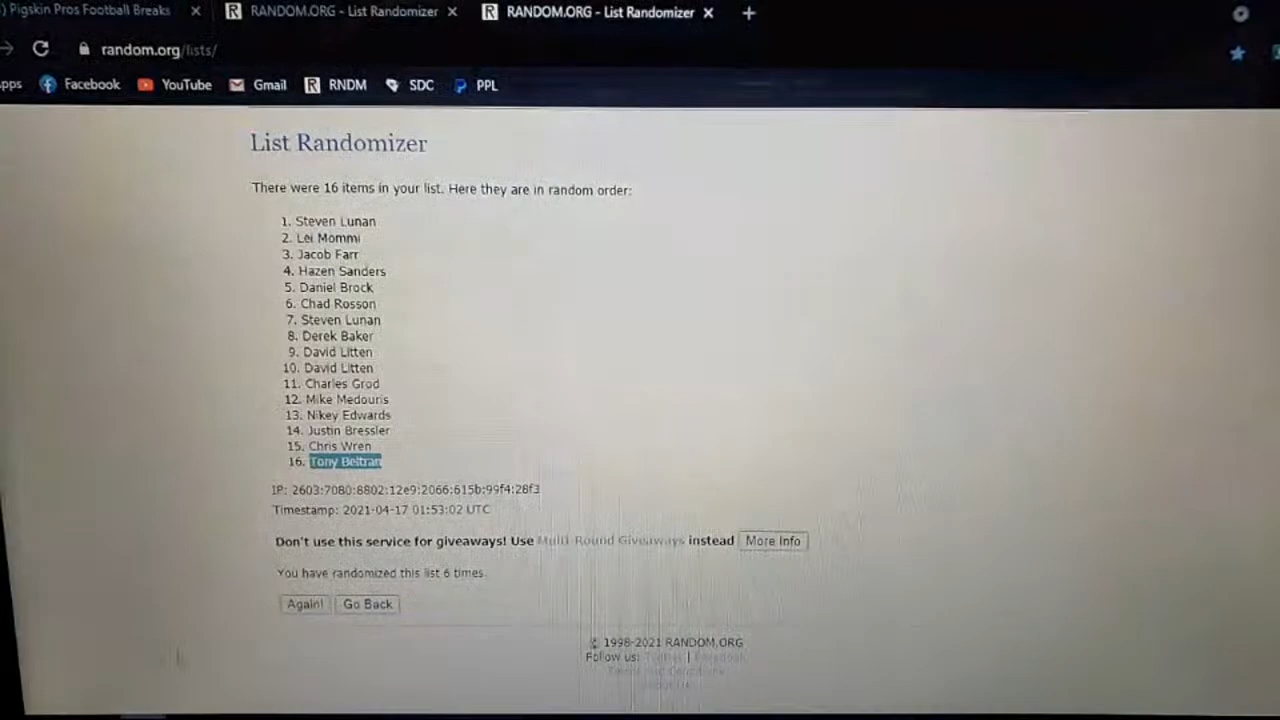 ) Pigskin Pros Football Breaks × RANDOM.ORG - List Randomizer × RANDOM.ORG - List Randomizer × +
random.org/lists/
Facebook YouTube Gmail RNDM SDC PPL
List Randomizer
There were 16 items in your list. Here they are in random order:
1. Steven Lunan
2. Lei Mommi
3. Jacob Farr
4. Hazen Sanders
5. Daniel Brock
6. Chad Rosson
7. Steven Lunan
8. Derek Baker
9. David Litten
10. David Litten
11. Charles Grod
12. Mike Medouris
13. Nikey Edwards
14. Justin Bressler
15. Chris Wren
16. Tony Beltran
IP: 2603:7080:8802:12e9:2066:615b:99f4:28f3
Timestamp: 2021-04-17 01:53:02 UTC
Don't use this service for giveaways! Use Multi-Round Giveaways instead More Info
You have randomized this list 6 times.
Again! Go Back
© 1998-2021 RANDOM.ORG
Follow us: Twitter | Facebook